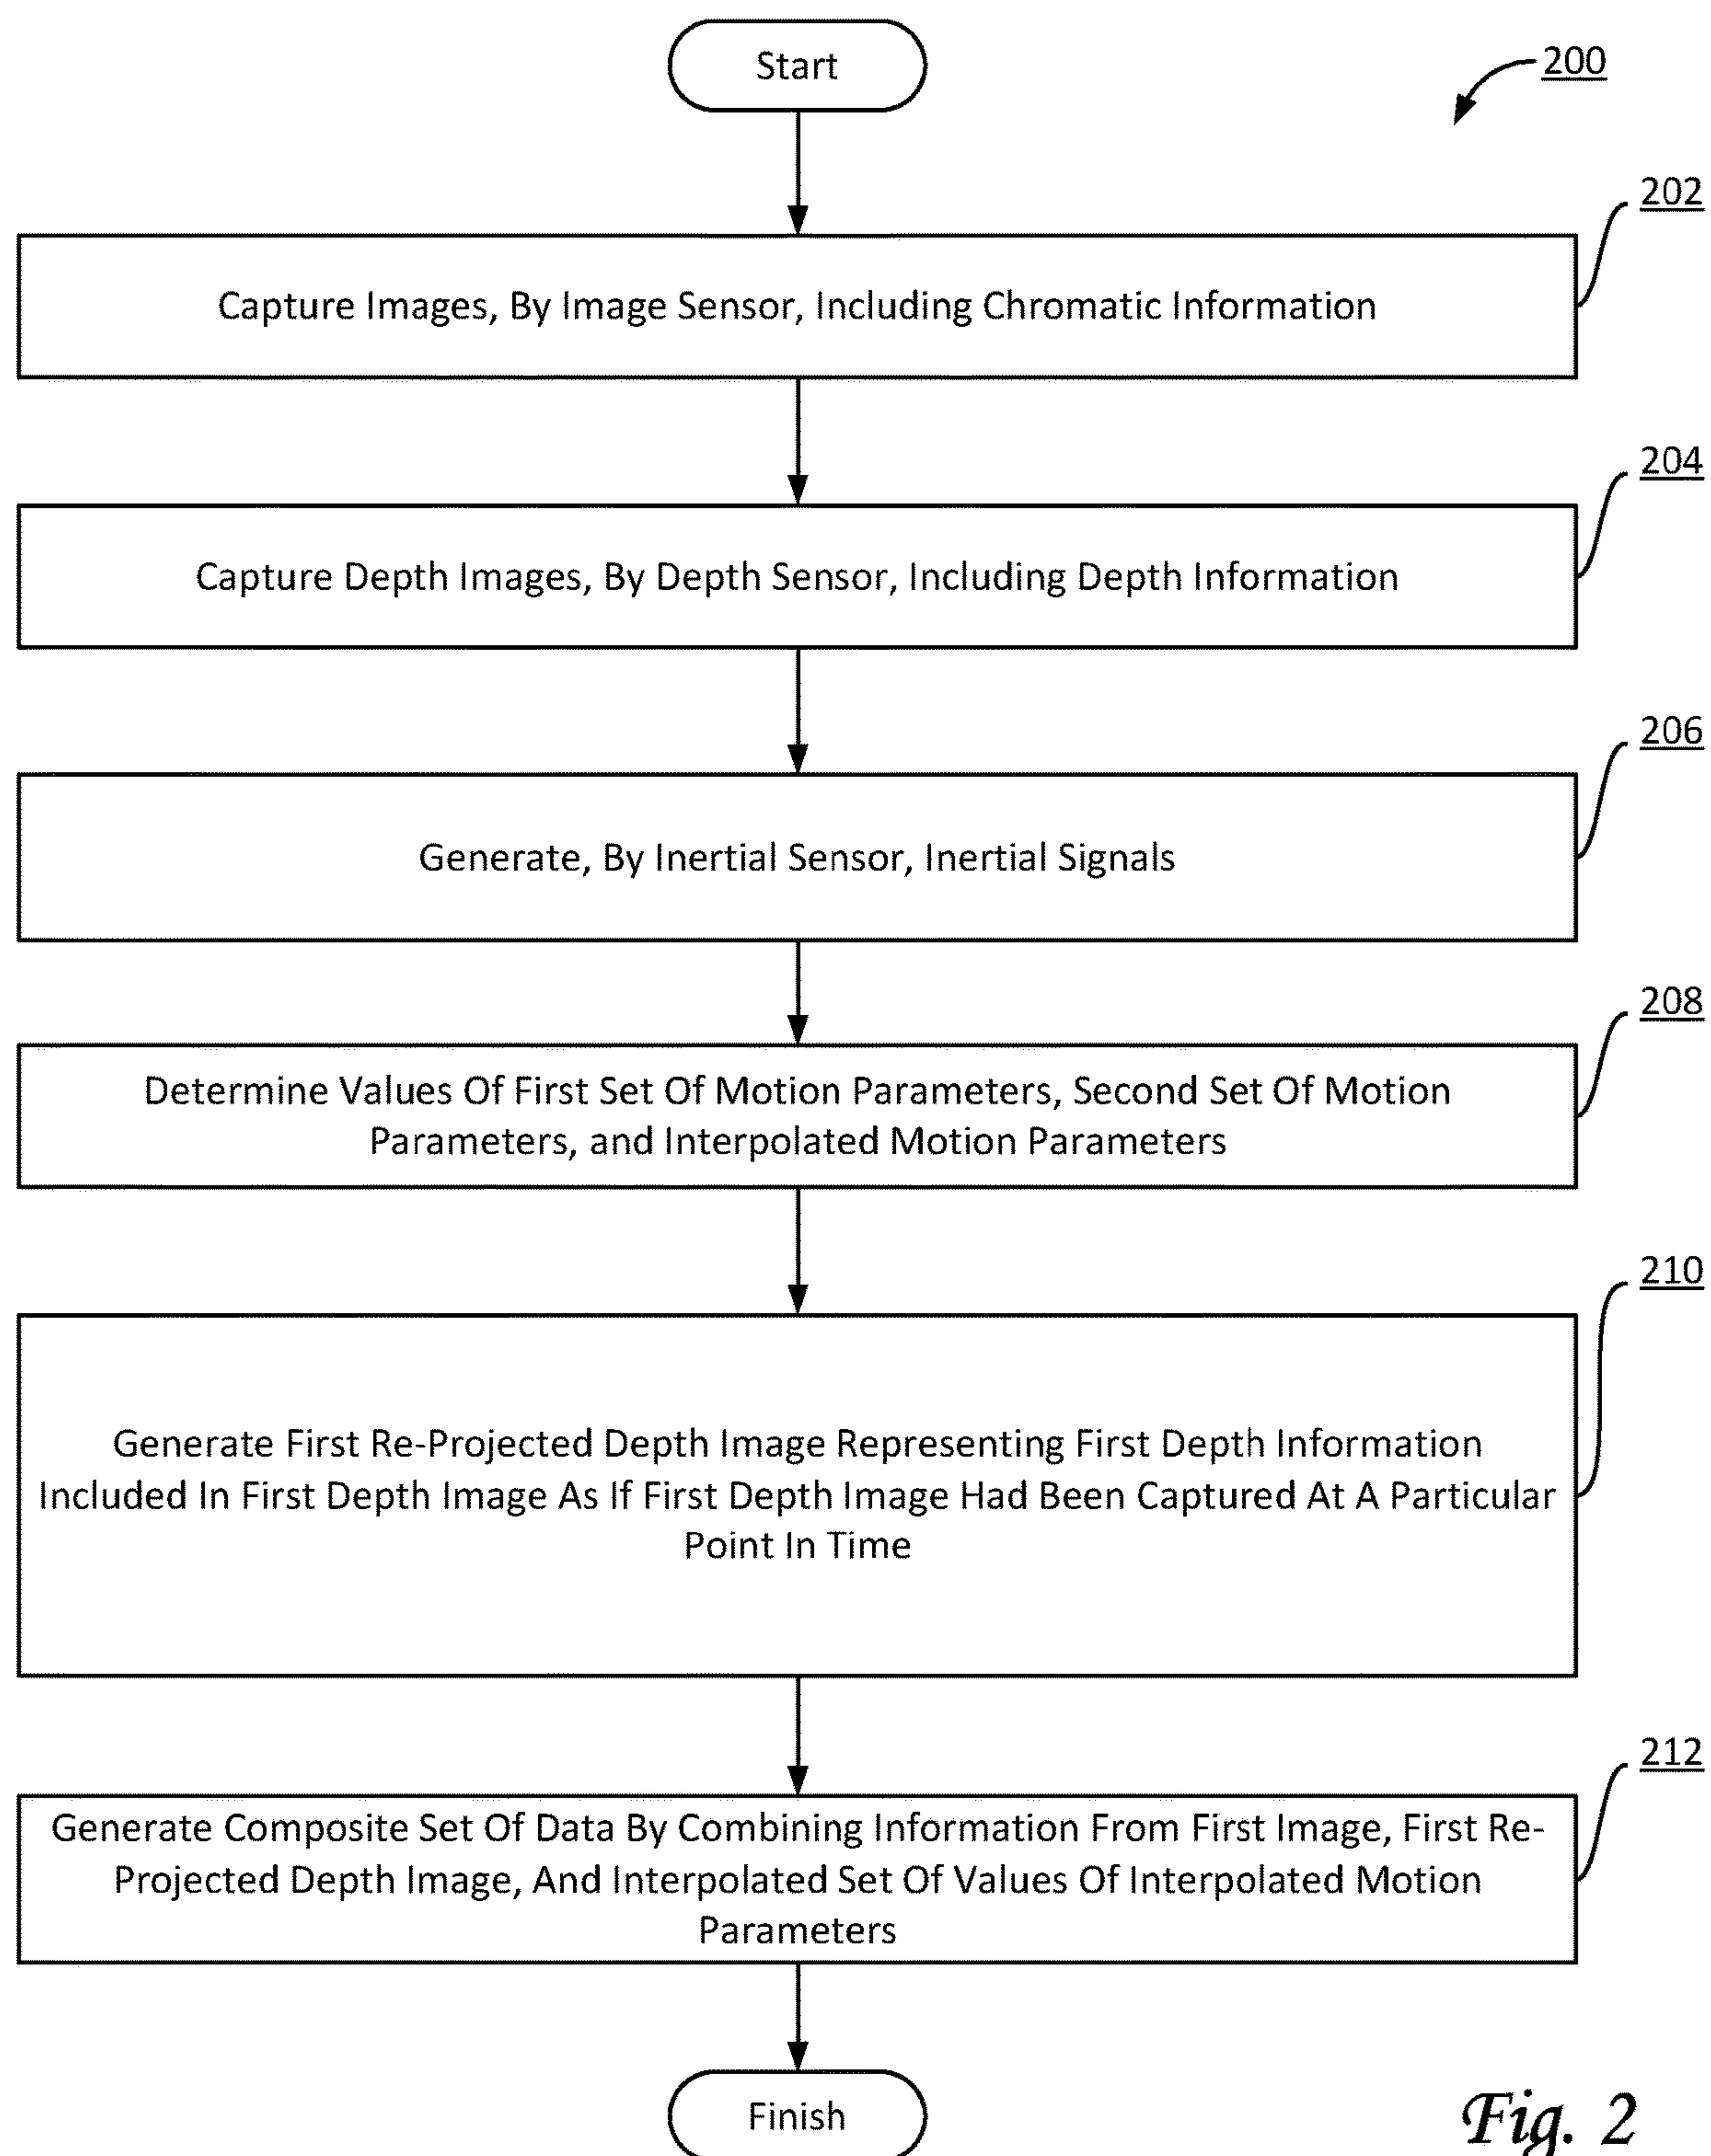 Start
200
202
Capture Images, By Image Sensor, Including Chromatic Information
204
Capture Depth Images, By Depth Sensor, Including Depth Information
206
Generate, By Inertial Sensor, Inertial Signals
208
Determine Values Of First Set Of Motion Parameters, Second Set Of Motion
Parameters, and Interpolated Motion Parameters
210
Generate First Re-Projected Depth Image Representing First Depth Information
Included In First Depth Image As If First Depth Image Had Been Captured At A Particular
Point In Time
212
Generate Composite Set Of Data By Combining Information From First Image, First Re-
Projected Depth Image, And Interpolated Set Of Values Of Interpolated Motion
Parameters
Finish
Fig. 2